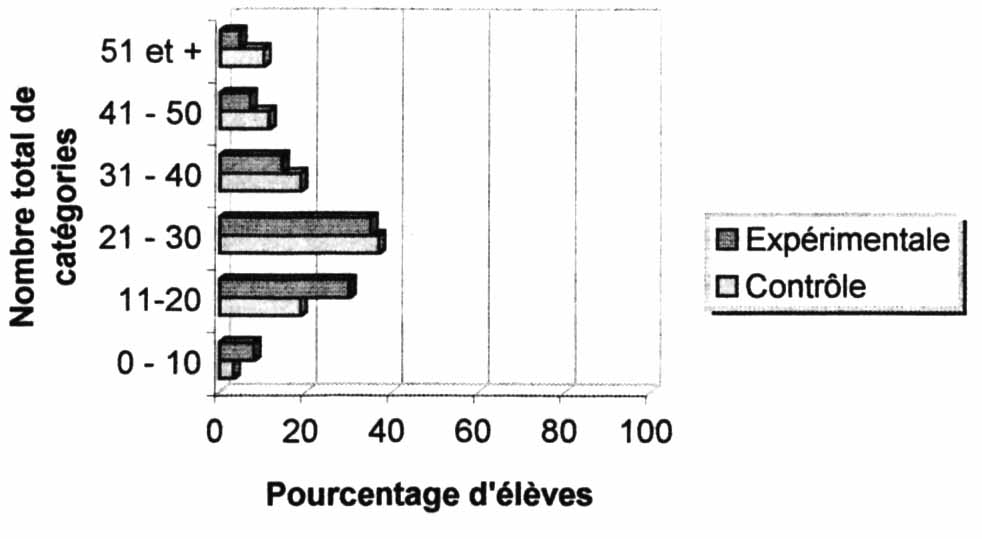 Nombre total de
catégories
51 et +
41 - 50
31 - 40
21 - 30
11-20
0 - 10
0 20 40 60 80 100
Pourcentage d'élèves
Expérimentale
Contrôle